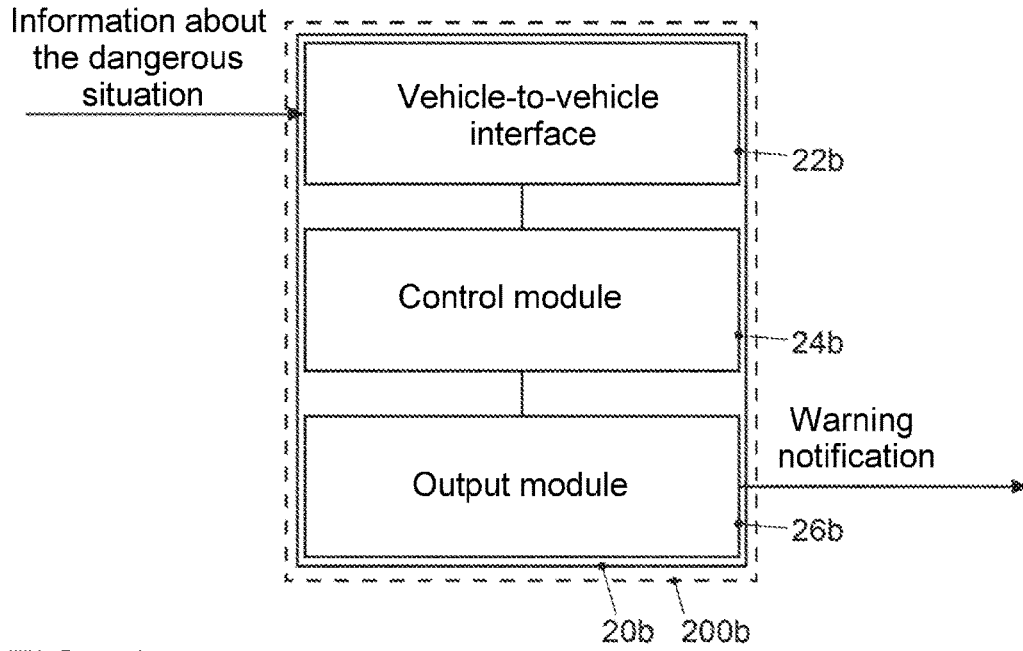 Information about
the dangerous
situation
Vehicle-to-vehicle
interface
22b
Control module
24b
Warning
notification
Output module
26b
20b
200b